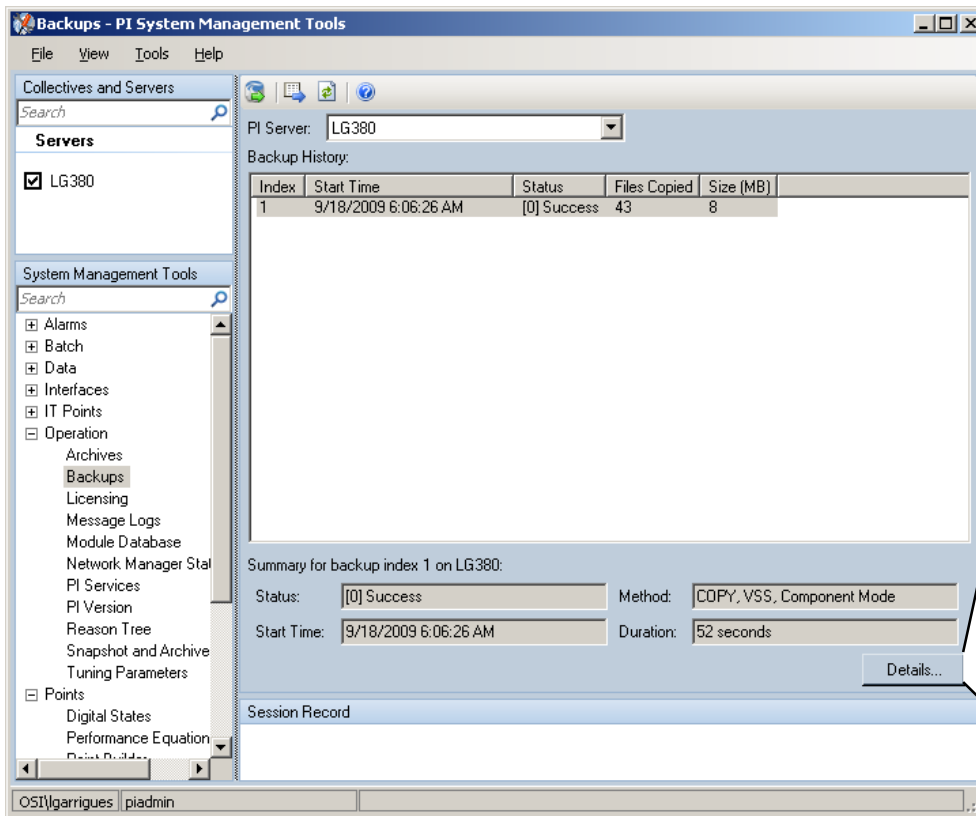 Backups - PI System Management Tools
File View Tools Help
Collectives and Servers
Search
Servers
LG380
System Management Tools
Search
Alarms
Batch
Data
Interfaces
IT Points
Operation
Archives
Backups
Licensing
Message Logs
Module Database
Network Manager Stat
PI Services
PI Version
Reason Tree
Snapshot and Archive
Tuning Parameters
Points
Digital States
Performance Equation
PI Server: LG380
Backup History:
Index Start Time Status Files Copied Size (MB)
1 9/18/2009 6:06:26 AM [0] Success 43 8
Summary for backup index 1 on LG380:
Status: [0] Success Method: COPY, VSS, Component Mode
Start Time: 9/18/2009 6:06:26 AM Duration: 52 seconds
Details...
Session Record
OSI\lgarrigues piadmin